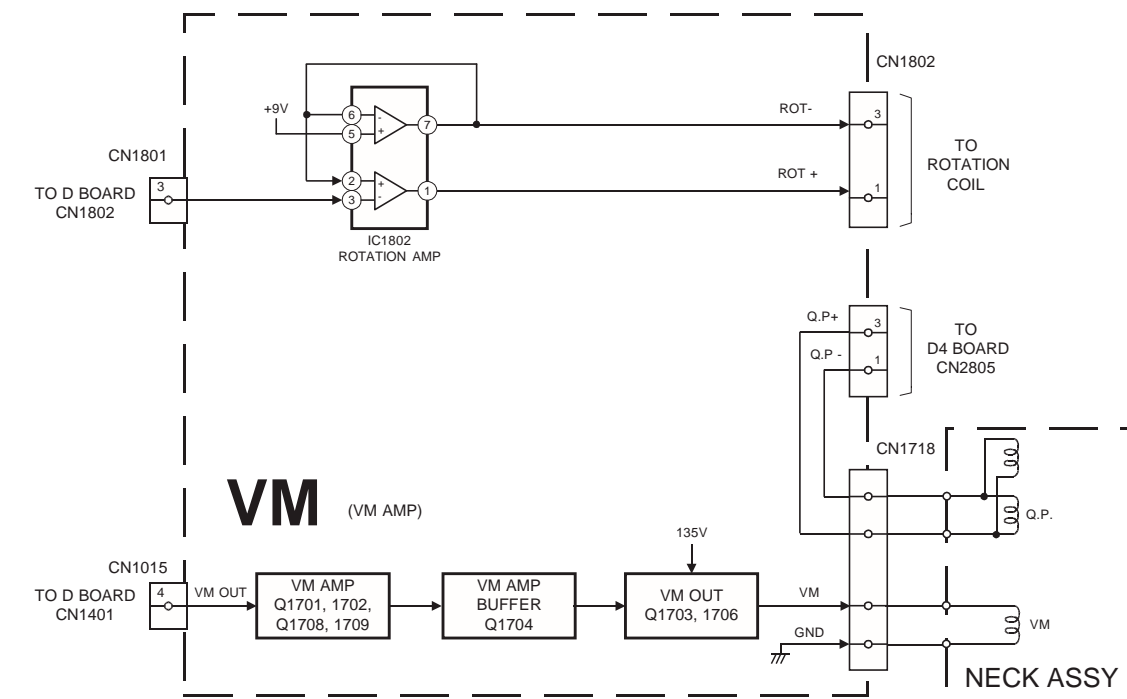 CN1802
+9V
6
-
5
+
7
ROT-
3
CN1801
TO D BOARD
CN1802
3
2
+
3
-
1
ROT +
1
TO
ROTATION
COIL
IC1802
ROTATION AMP
Q.P+
3
Q.P -
1
TO
D4 BOARD
CN2805
CN1718
VM (VM AMP)
Q.P.
135V
CN1015
TO D BOARD
CN1401
4
VM OUT
VM AMP
Q1701, 1702,
Q1708, 1709
VM AMP
BUFFER
Q1704
VM OUT
Q1703, 1706
VM
GND
VM
NECK ASSY